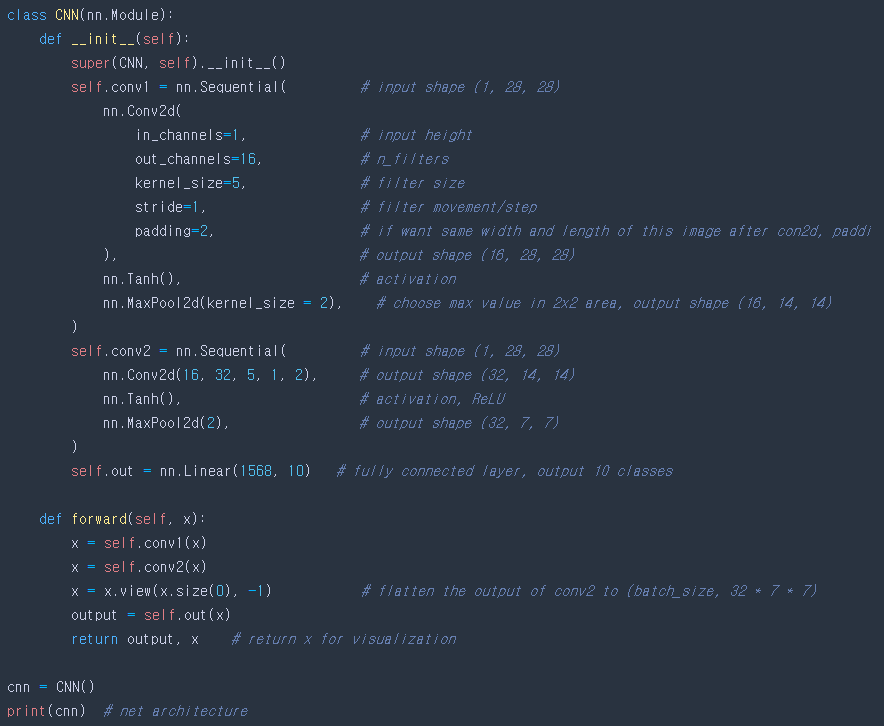 class CNN(nn.Module):
    def __init__(self):
        super(CNN, self).__init__()
        self.conv1 = nn.Sequential(         # input shape (1, 28, 28)
            nn.Conv2d(
                in_channels=1,              # input height
                out_channels=16,            # n_filters
                kernel_size=5,              # filter size
                stride=1,                   # filter movement/step
                padding=2,                  # if want same width and length of this image after con2d, paddi
            ),                              # output shape (16, 28, 28)
            nn.Tanh(),                      # activation
            nn.MaxPool2d(kernel_size = 2),    # choose max value in 2x2 area, output shape (16, 14, 14)
        )
        self.conv2 = nn.Sequential(         # input shape (1, 28, 28)
            nn.Conv2d(16, 32, 5, 1, 2),     # output shape (32, 14, 14)
            nn.Tanh(),                      # activation, ReLU
            nn.MaxPool2d(2),                # output shape (32, 7, 7)
        )
        self.out = nn.Linear(1568, 10)   # fully connected layer, output 10 classes

    def forward(self, x):
        x = self.conv1(x)
        x = self.conv2(x)
        x = x.view(x.size(0), -1)           # flatten the output of conv2 to (batch_size, 32 * 7 * 7)
        output = self.out(x)
        return output, x    # return x for visualization

cnn = CNN()
print(cnn)  # net architecture